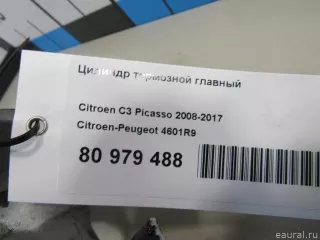 Цилиндр тормозной главный
Citroen C3 Picasso 2008-2017
Citroen-Peugeot 4601R9
80 979 488
eaural.ru